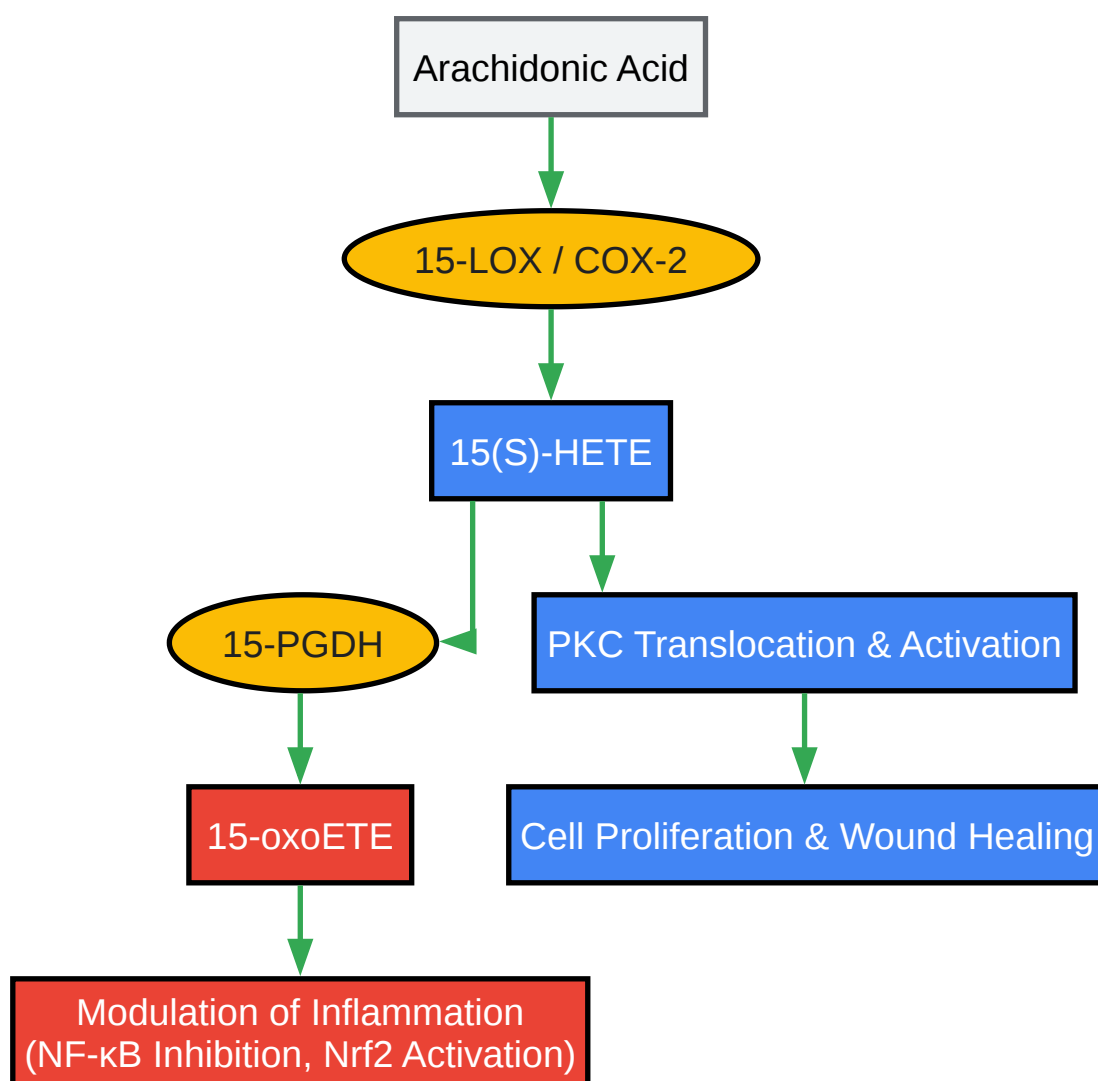 Arachidonic Acid
15-LOX / COX-2
15(S)-HETE
15-PGDH
PKC Translocation & Activation
15-oxoETE
Cell Proliferation & Wound Healing
Modulation of Inflammation
(NF-κB Inhibition, Nrf2 Activation)